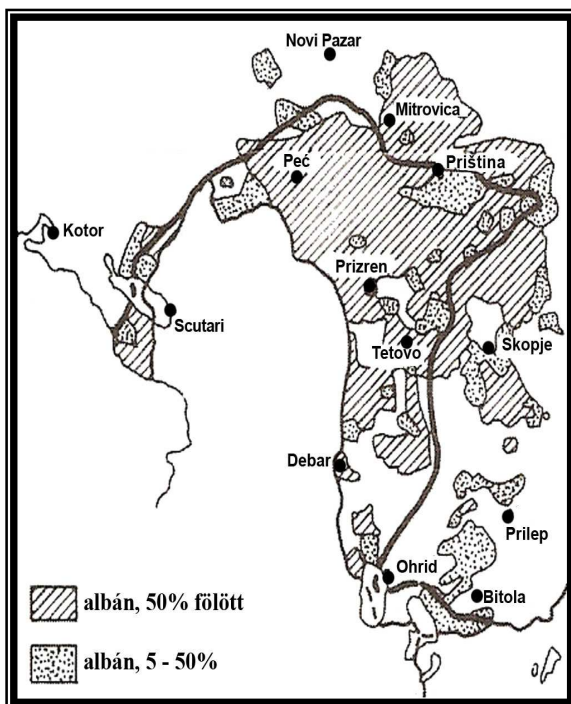 Novi Pazar
Mitrovica
Peć
Priština
Kotor
Prizren
Scutari
Tetovo
Skopje
Debar
Prilep
Ohrid
Bitola
albán, 50% fölött
albán, 5 - 50%